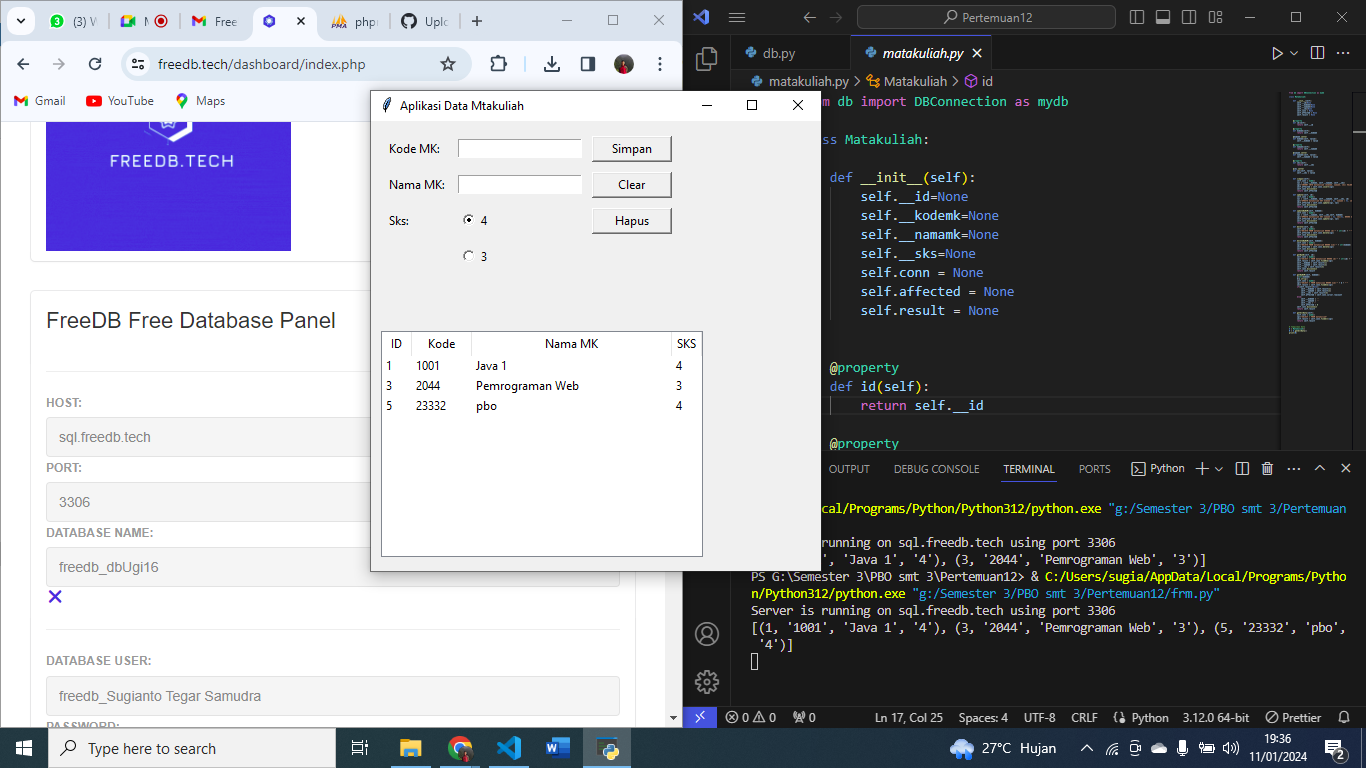 (3) W
M
Free
php
Uplo
freedb.tech/dashboard/index.php
Gmail
YouTube
Maps
FREEDB.TECH
FreeDB Free Database Panel
HOST:
sql.freedb.tech
PORT:
3306
DATABASE NAME:
freedb_dbUgi16
DATABASE USER:
freedb_Sugianto Tegar Samudra
PASSWORD:
Aplikasi Data Mtakuliah
Kode MK:
Simpan
Nama MK:
Clear
Sks:
4
Hapus
3
ID Kode Nama MK SKS
1 1001 Java 1 4
3 2044 Pemrograman Web 3
5 23332 pbo 4
Pertemuan12
db.py
matakuliah.py
matakuliah.py > Matakuliah > id
m db import DBConnection as mydb
ss Matakuliah:
def __init__(self):
self.__id=None
self.__kodemk=None
self.__namamk=None
self.__sks=None
self.conn = None
self.affected = None
self.result = None
@property
def id(self):
return self.__id
@property
OUTPUT DEBUG CONSOLE TERMINAL PORTS Python
cal/Programs/Python/Python312/python.exe "g:/Semester 3/PBO smt 3/Pertemuan
running on sql.freedb.tech using port 3306
', 'Java 1', '4'), (3, '2044', 'Pemrograman Web', '3')]
PS G:\Semester 3\PBO smt 3\Pertemuan12> & C:/Users/sugia/AppData/Local/Programs/Pytho
n/Python312/python.exe "g:/Semester 3/PBO smt 3/Pertemuan12/frm.py"
Server is running on sql.freedb.tech using port 3306
[(1, '1001', 'Java 1', '4'), (3, '2044', 'Pemrograman Web', '3'), (5, '23332', 'pbo',
'4')]
0 0 0 Ln 17, Col 25 Spaces: 4 UTF-8 CRLF Python 3.12.0 64-bit Prettier
Type here to search
27°C Hujan
19:36
11/01/2024
2